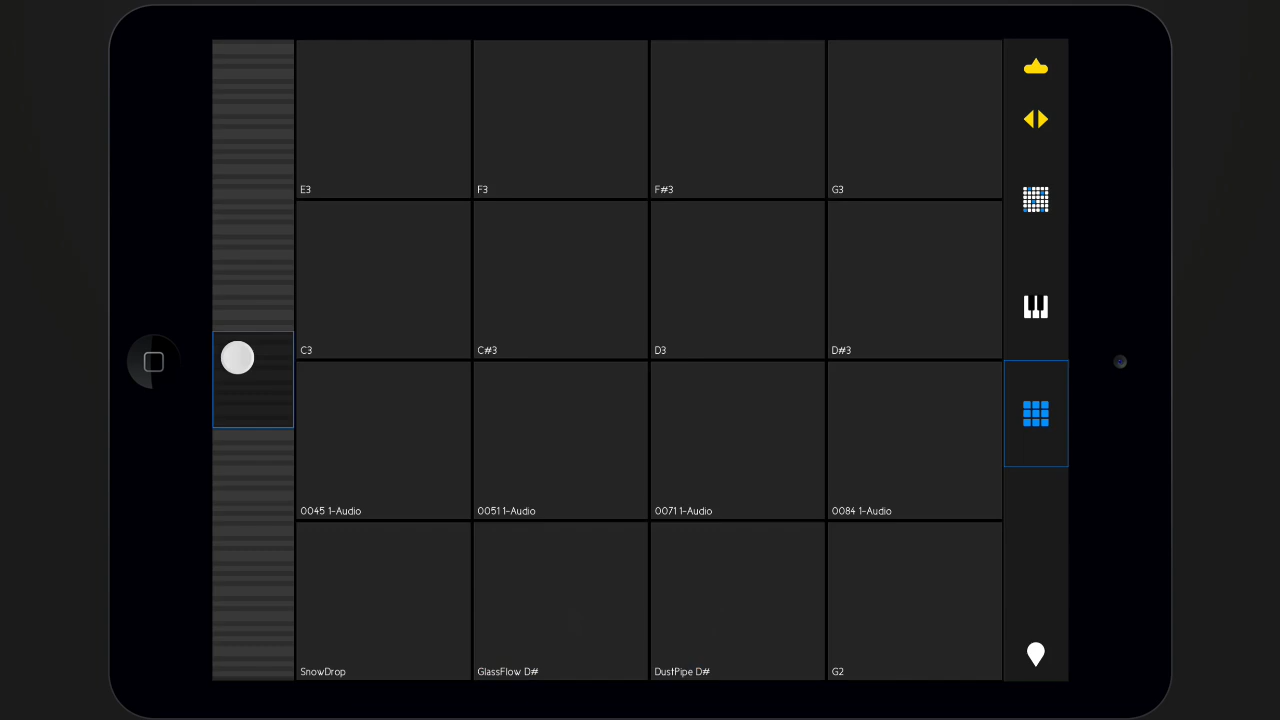 E3
F3
F#3
G3
C3
C#3
D3
D#3
0045 1-Audio
0051 1-Audio
0071 1-Audio
0084 1-Audio
SnowDrop
GlassFlow D#
DustPipe D#
G2